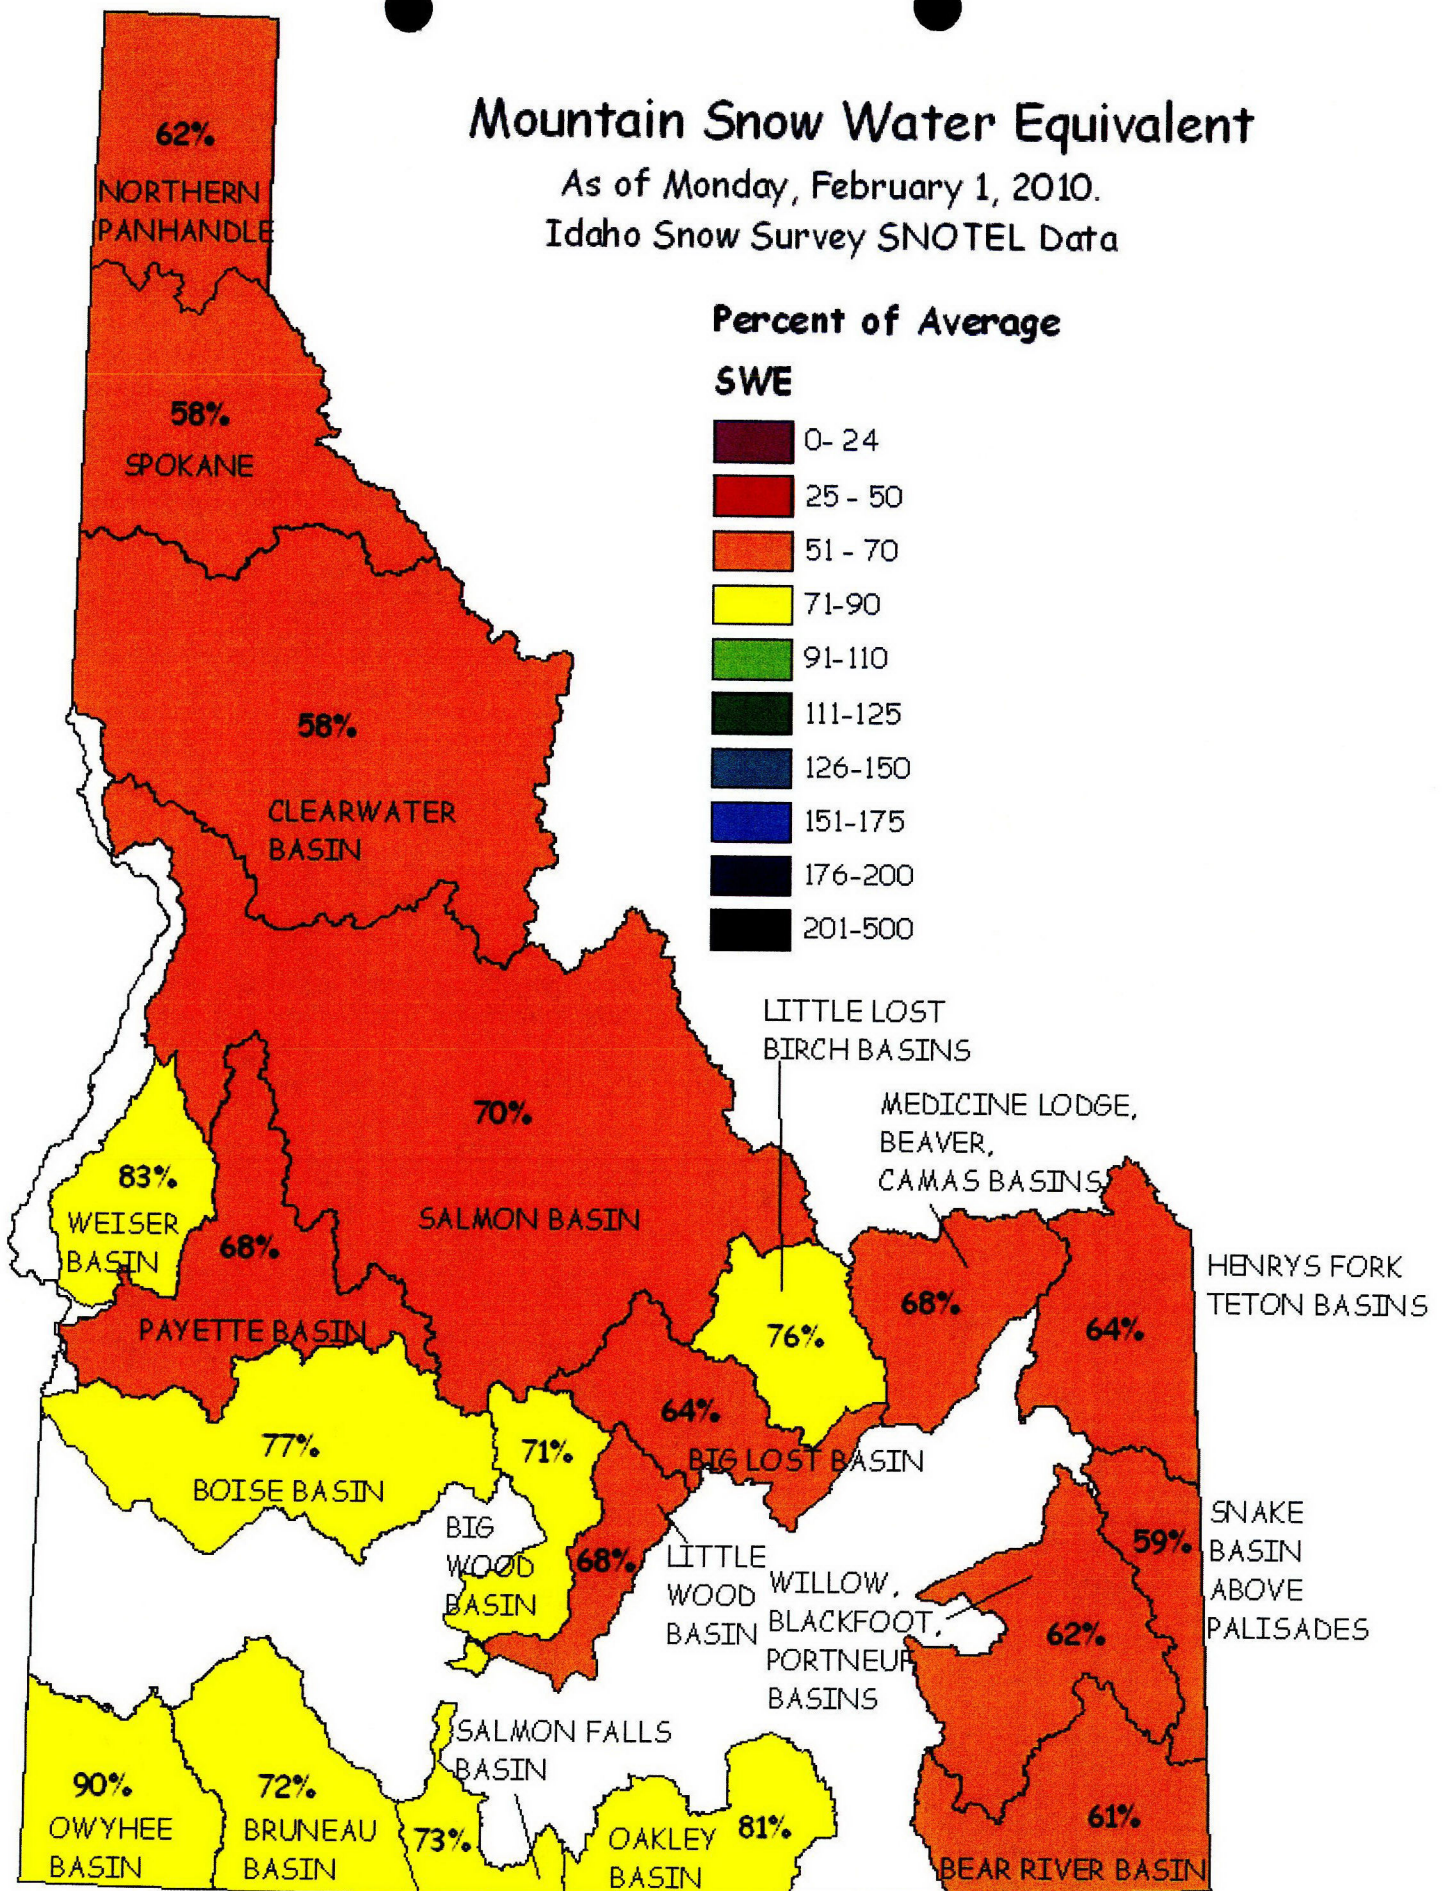 Mountain Snow Water Equivalent
As of Monday, February 1, 2010.
Idaho Snow Survey SNOTEL Data
Percent of Average
SWE
0- 24
25 - 50
51 - 70
71-90
91-110
111-125
126-150
151-175
176-200
201-500
62%
NORTHERN
PANHANDLE
58%
SPOKANE
58%
CLEARWATER
BASIN
70%
SALMON BASIN
LITTLE LOST
BIRCH BASINS
76%
MEDICINE LODGE,
BEAVER,
CAMAS BASINS
68%
HENRYS FORK
TETON BASINS
64%
83%
WEISER
BASIN
68%
PAYETTE BASIN
64%
BIG LOST BASIN
77%
BOISE BASIN
71%
BIG
WOOD
BASIN
68%
LITTLE
WOOD
BASIN
WILLOW,
BLACKFOOT,
PORTNEUF
BASINS
62%
59%
SNAKE
BASIN
ABOVE
PALISADES
90%
OWYHEE
BASIN
72%
BRUNEAU
BASIN
SALMON FALLS
BASIN
73%
OAKLEY
BASIN
81%
61%
BEAR RIVER BASIN